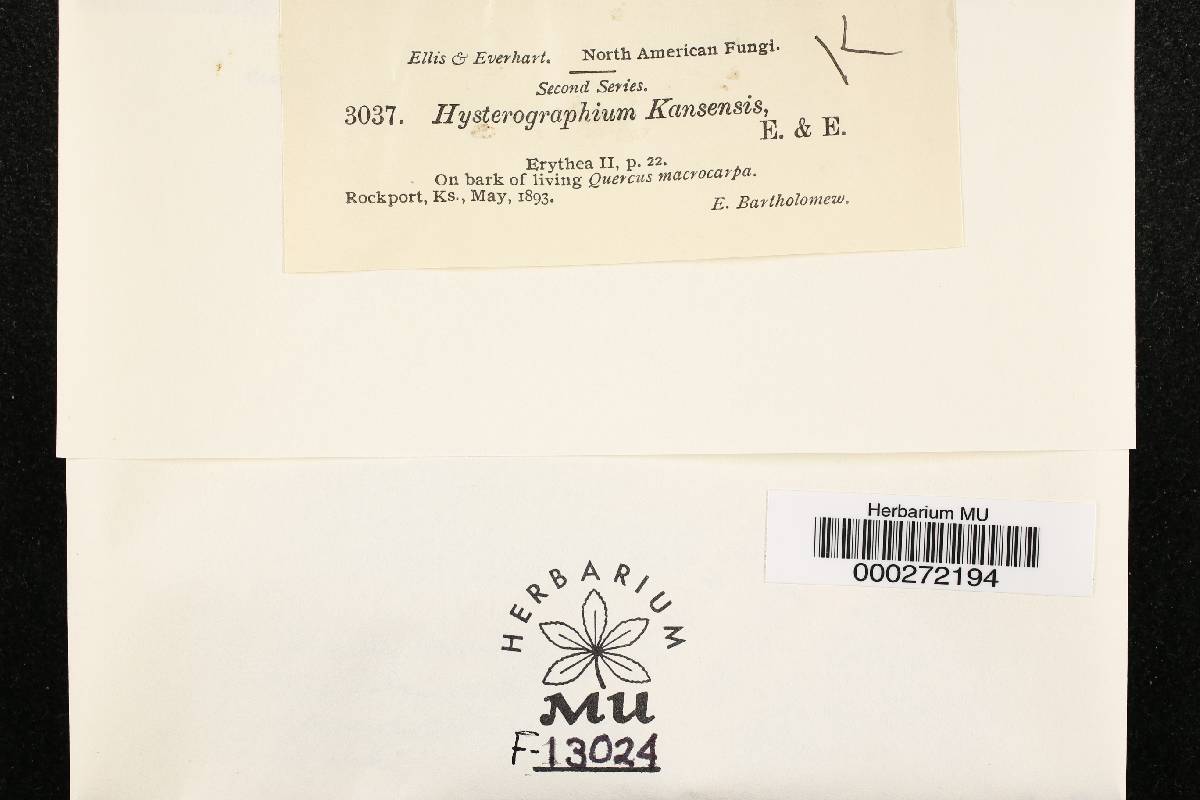 Ellis & Everhart. North American Fungi.
Second Series.
3037. Hysterographium Kansensis,
E. & E.
Erythea II, p. 22.
On bark of living Quercus macrocarpa.
Rockport, Ks., May, 1893. E. Bartholomew.
Herbarium MU
000272194
HERBARIUM
MU
F-13024